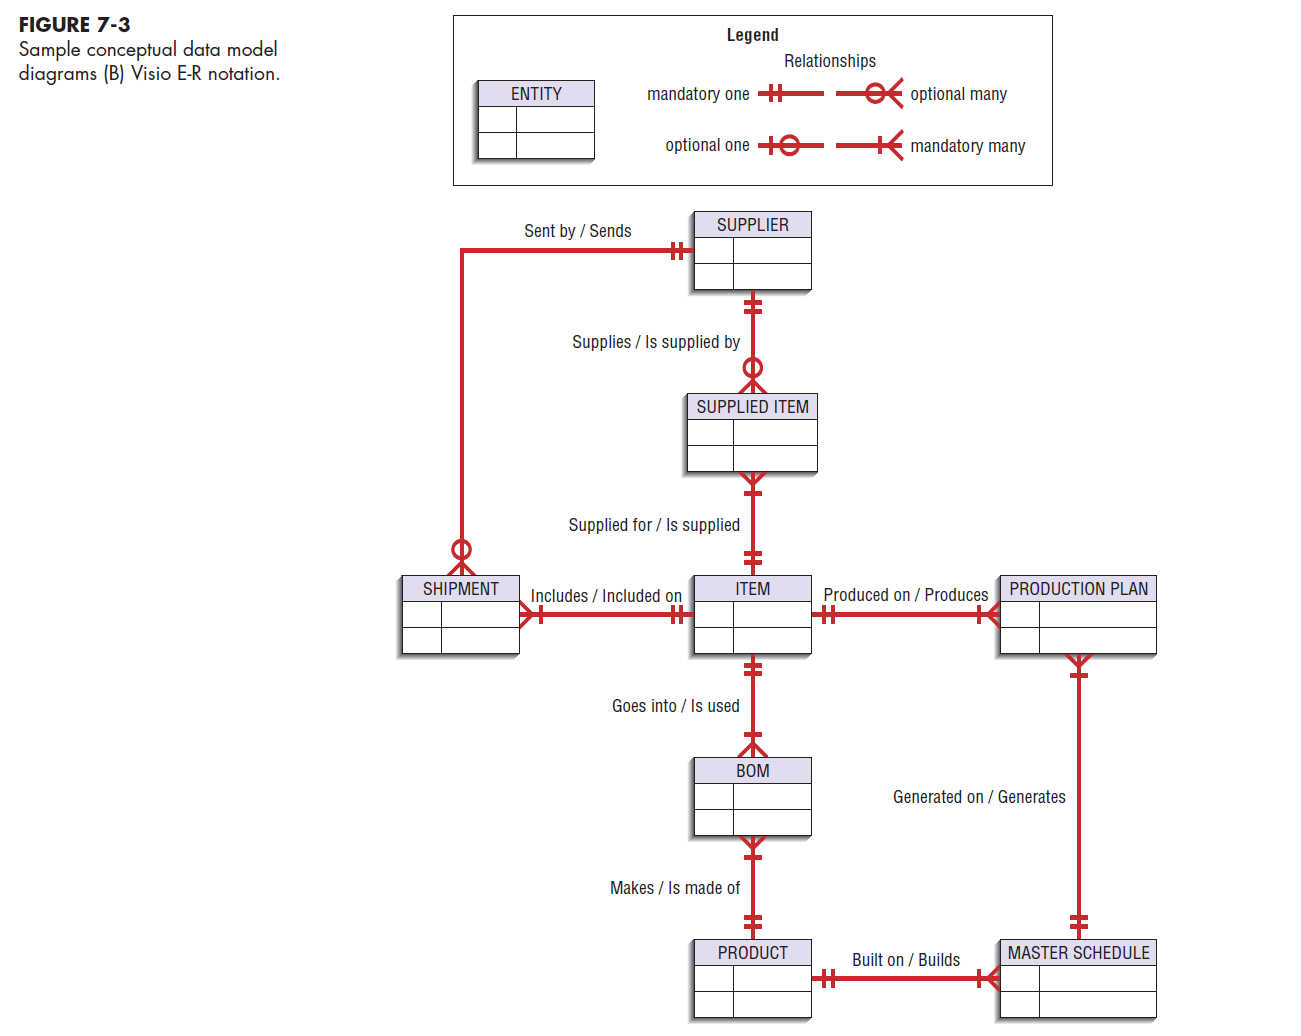 FIGURE 7-3
Sample conceptual data model
diagrams (B) Visio E-R notation.
Legend
Relationships
ENTITY
mandatory one
optional many
optional one
mandatory many
Sent by / Sends
SUPPLIER
Supplies / Is supplied by
SUPPLIED ITEM
Supplied for / Is supplied
SHIPMENT
Includes / Included on
ITEM
Produced on / Produces
PRODUCTION PLAN
Goes into / Is used
BOM
Generated on / Generates
Makes / Is made of
PRODUCT
Built on / Builds
MASTER SCHEDULE